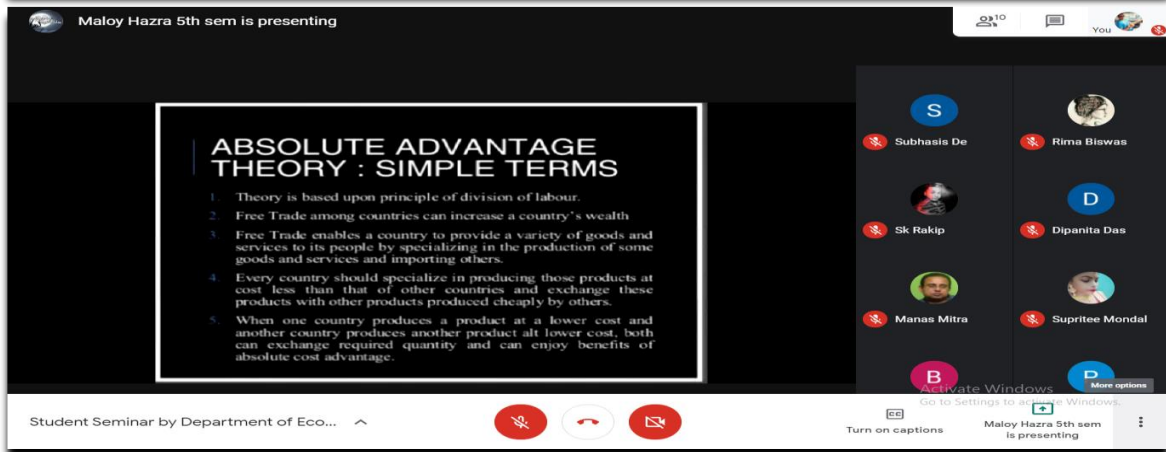 Maloy Hazra 5th sem is presenting
10
You
ABSOLUTE ADVANTAGE
THEORY : SIMPLE TERMS
1. Theory is based upon principle of division of labour.
2. Free Trade among countries can increase a country's wealth
3. Free Trade enables a country to provide a variety of goods and
services to its people by specializing in the production of some
goods and services and importing others.
4. Every country should specialize in producing those products at
cost less than that of other countries and exchange these
products with other products produced cheaply by others.
5. When one country produces a product at a lower cost and
another country produces another product alt lower cost, both
can exchange required quantity and can enjoy benefits of
absolute cost advantage.
S
Subhasis De
Rima Biswas
Sk Rakip
D
Dipanita Das
Manas Mitra
Supritee Mondal
B
More options
Activate Windows
Go to Settings to activate Windows.
Student Seminar by Department of Eco...
CC
Turn on captions
Maloy Hazra 5th sem
is presenting